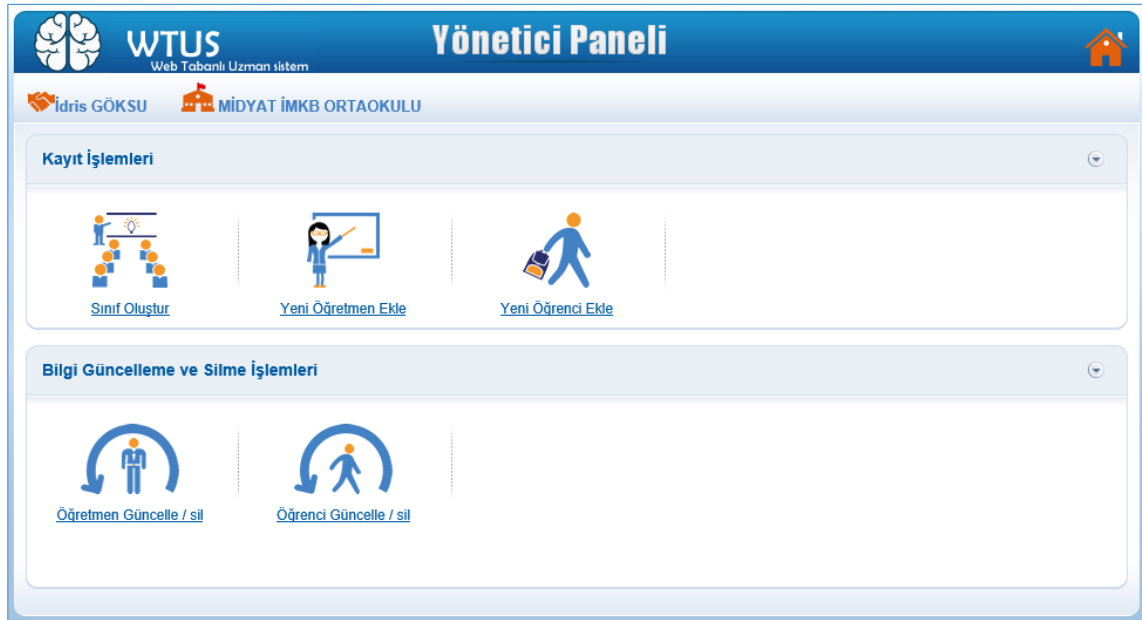 WTUS
Web Tabanlı Uzman sistem
Yönetici Paneli
İdris GÖKSU
MİDYAT İMKB ORTAOKULU
Kayıt İşlemleri
Sınıf Oluştur
Yeni Öğretmen Ekle
Yeni Öğrenci Ekle
Bilgi Güncelleme ve Silme İşlemleri
Öğretmen Güncelle / sil
Öğrenci Güncelle / sil